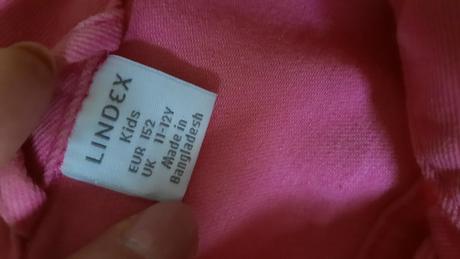 LINDEX
Kids
EUR 152
UK 11-12Y
Made in
Bangladesh